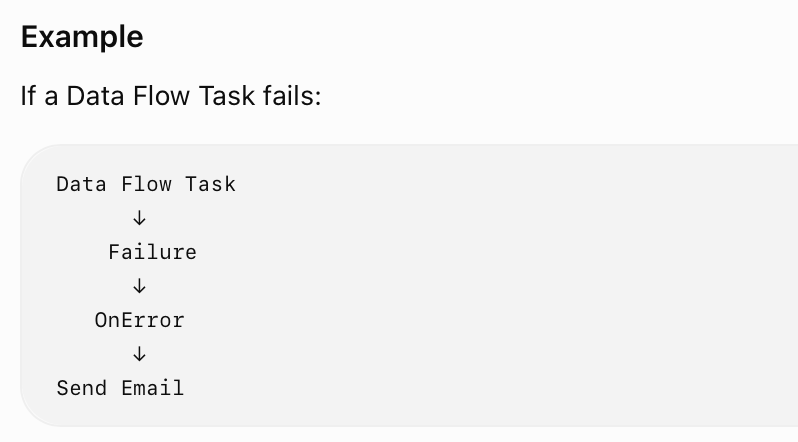 Example
If a Data Flow Task fails:
Data Flow Task
↓
Failure
↓
OnError
↓
Send Email